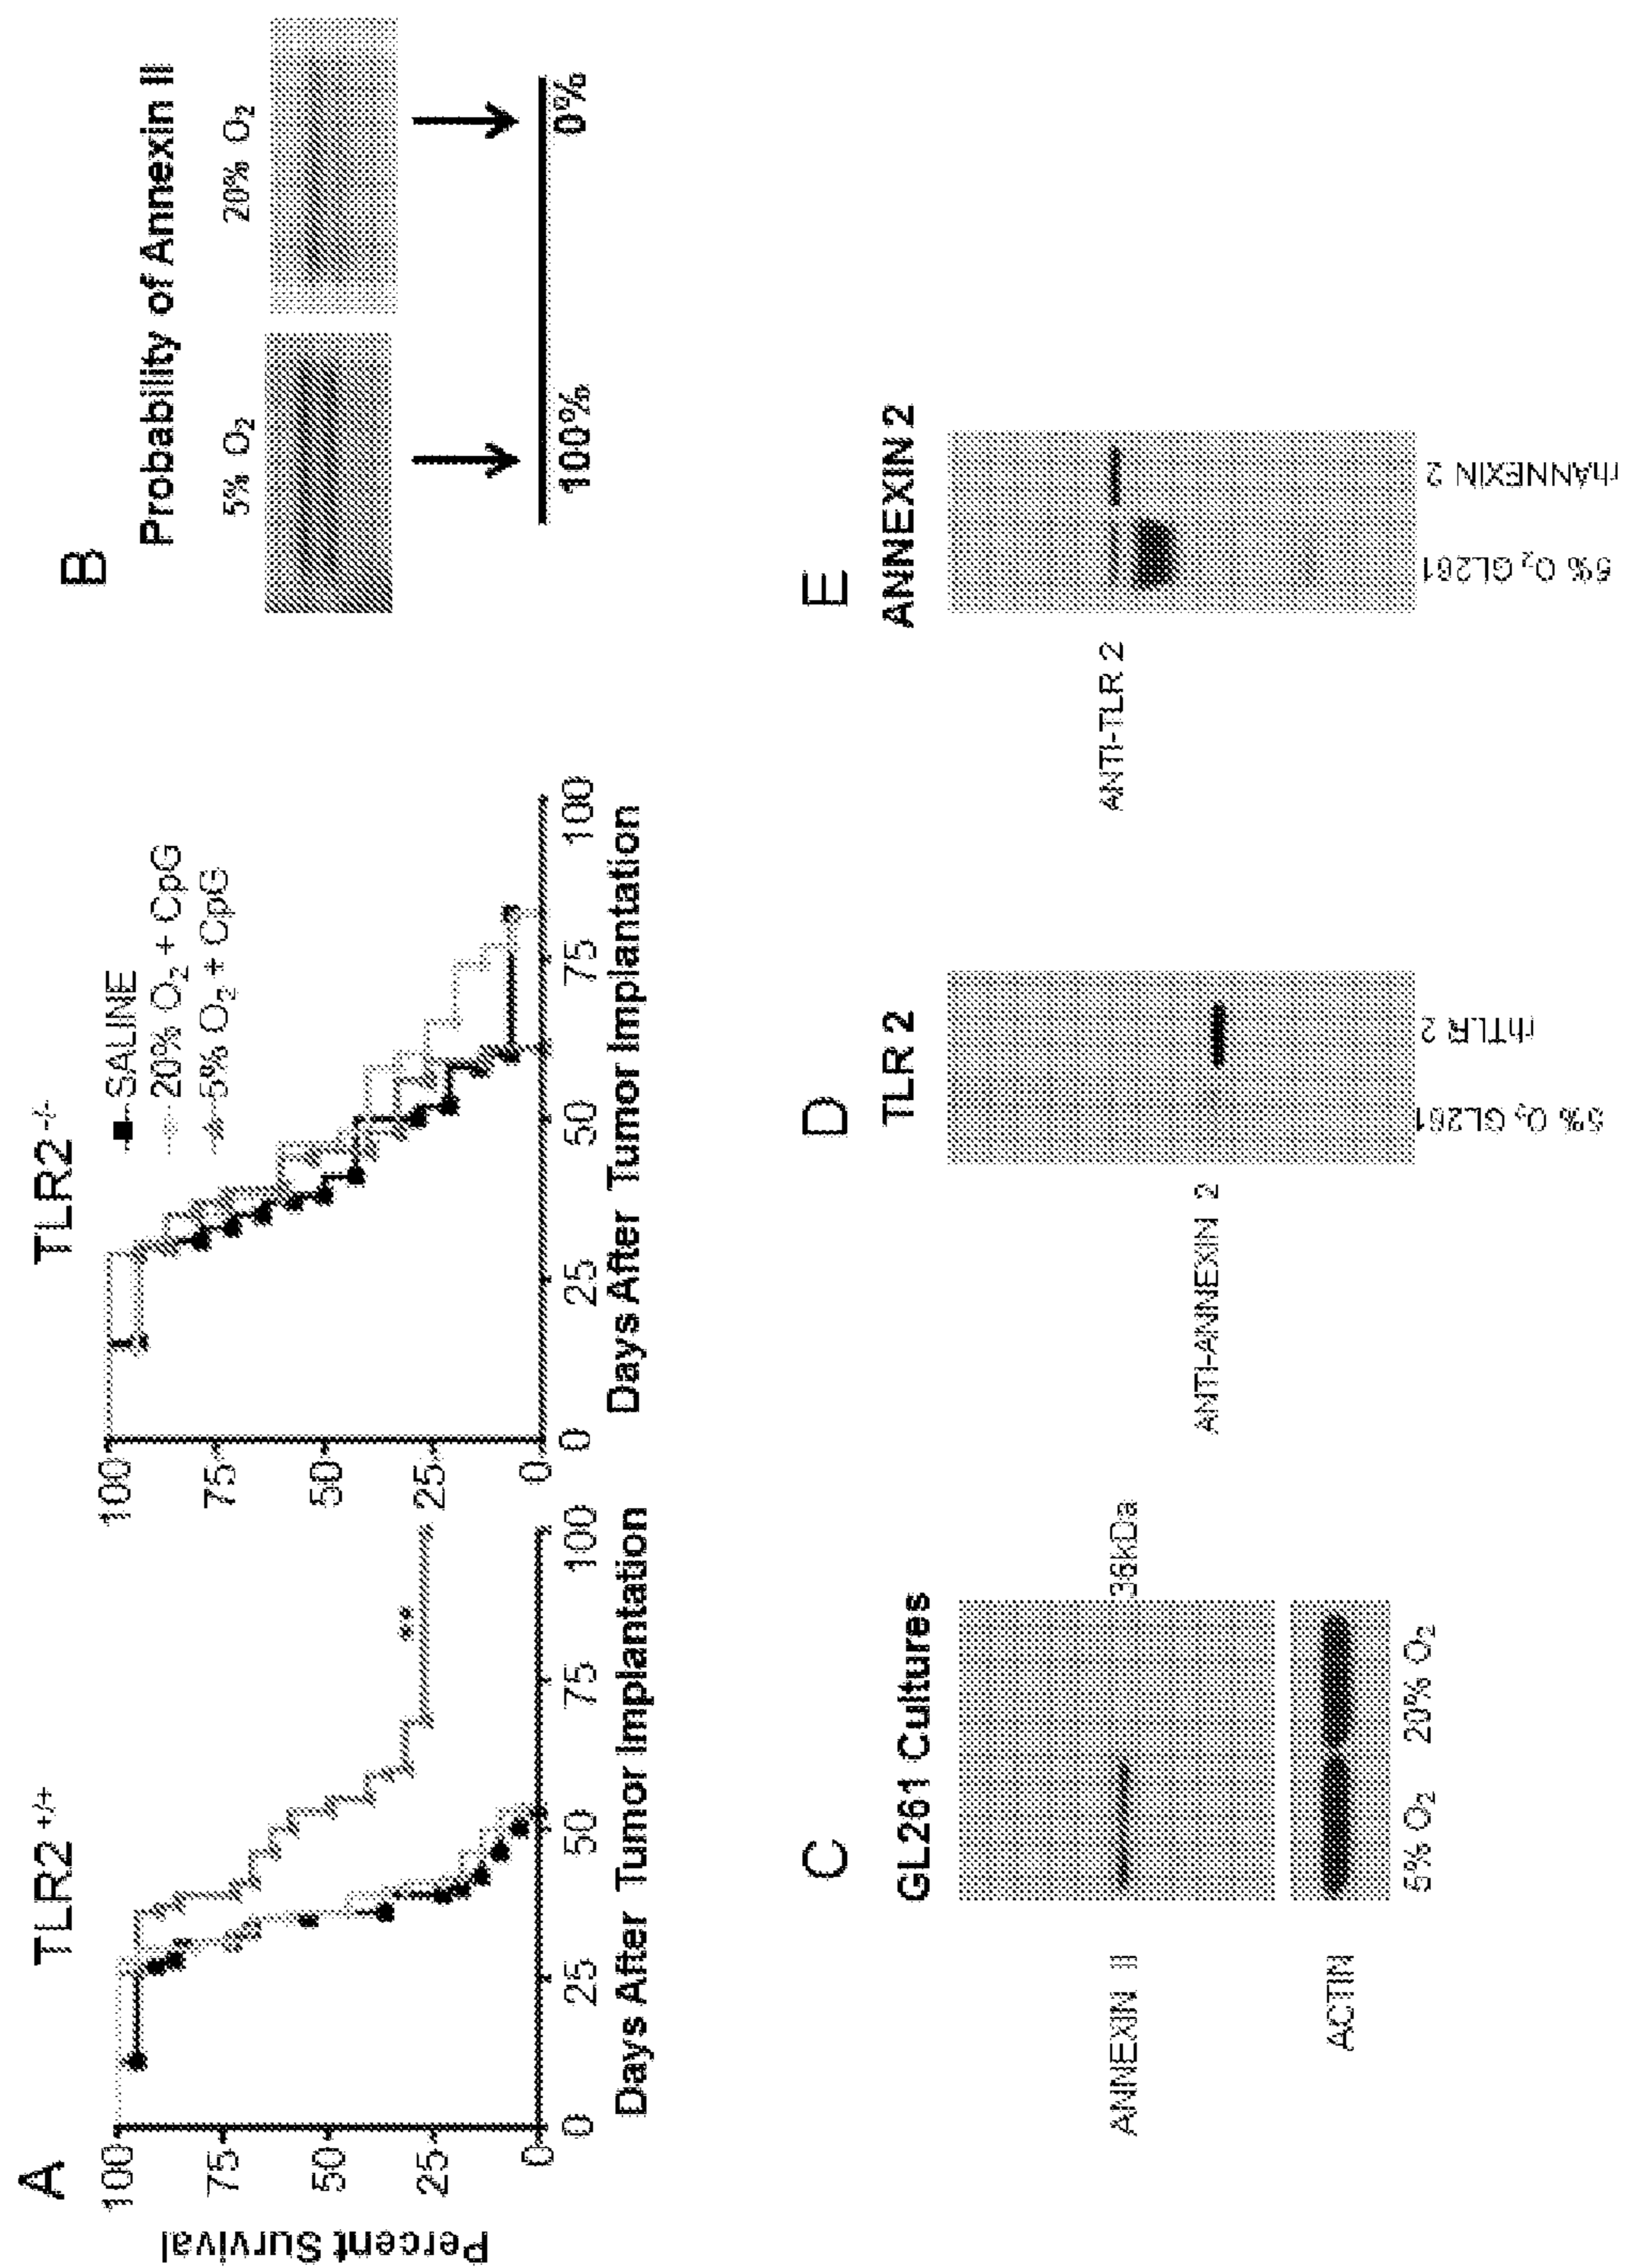 A
TLR2 +/+
Percent Survival
100
75
50
25
0
0 25 50 75 100
**
Days After Tumor Implantation
TLR2 -/-
SALINE
20% O2 + CpG
5% O2 + CpG
100
75
50
25
0
0 25 50 75 100
Days After Tumor Implantation
B
Probability of Annexin II
5% O2 20% O2
100% 0%
C
GL261 Cultures
ANNEXIN II
36kDa
ACTIN
5% O2 20% O2
D
TLR 2
ANTI-ANNEXIN 2
5% O2 GL261 rhTLR 2
E
ANNEXIN 2
ANTI-TLR 2
5% O2 GL261 rhANNEXIN 2